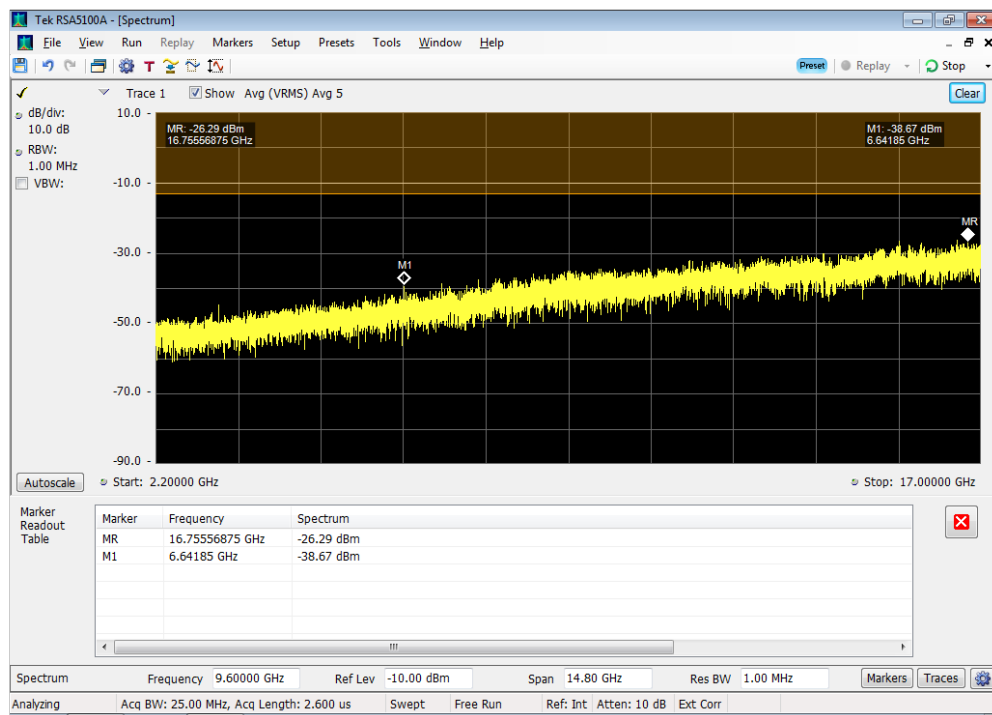 Tek RSA5100A - [Spectrum]
File View Run Replay Markers Setup Presets Tools Window Help
T Preset Replay Stop
Trace 1 Show Avg (VRMS) Avg 5 Clear
dB/div:
10.0 dB
RBW:
1.00 MHz
VBW:
10.0
-10.0
-30.0
-50.0
-70.0
-90.0
MR: -26.29 dBm
16.75556875 GHz
M1: -38.67 dBm
6.64185 GHz
MR
M1
Autoscale Start: 2.20000 GHz Stop: 17.00000 GHz
Marker Readout Table
Marker Frequency Spectrum
MR 16.75556875 GHz -26.29 dBm
M1 6.64185 GHz -38.67 dBm
Spectrum Frequency 9.60000 GHz Ref Lev -10.00 dBm Span 14.80 GHz Res BW 1.00 MHz Markers Traces
Analyzing Acq BW: 25.00 MHz, Acq Length: 2.600 us Swept Free Run Ref: Int Atten: 10 dB Ext Corr